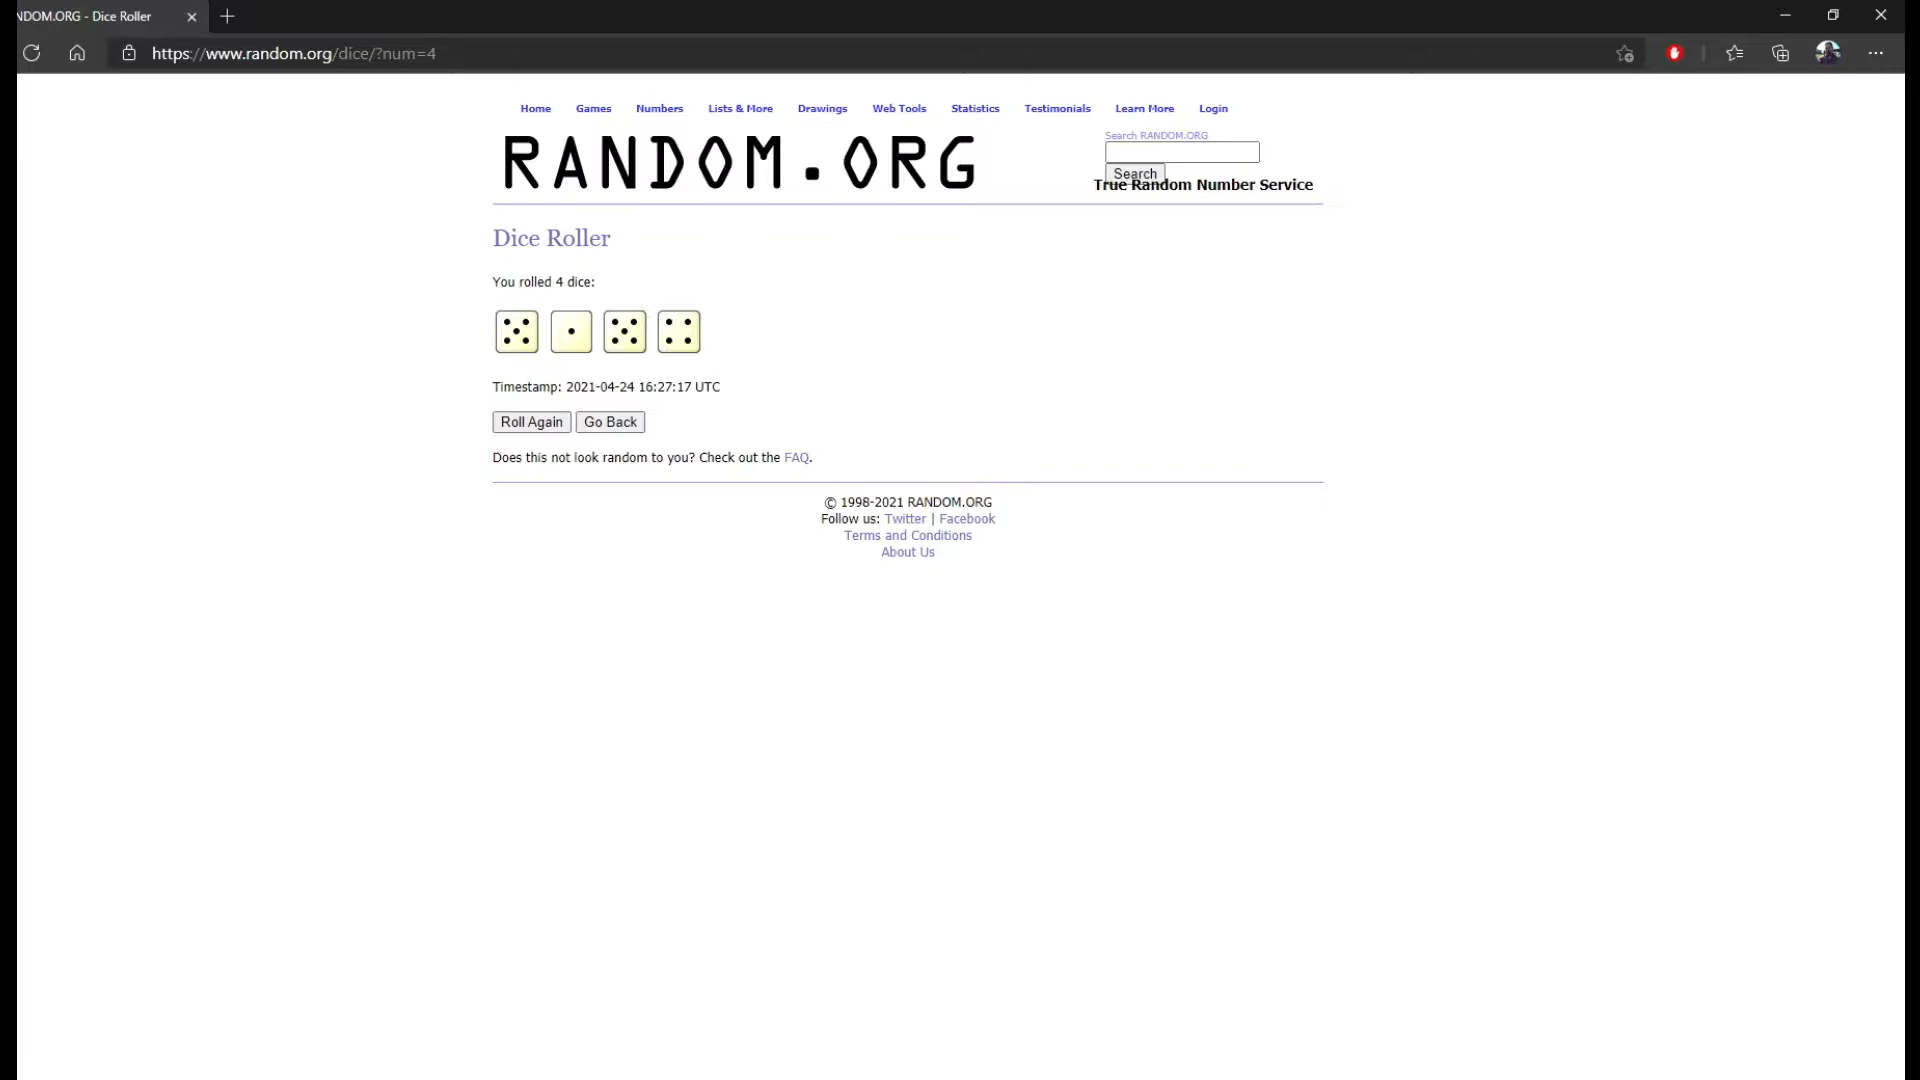 NDOM.ORG - Dice Roller
https://www.random.org/dice/?num=4
Home Games Numbers Lists & More Drawings Web Tools Statistics Testimonials Learn More Login
RANDOM.ORG
Search RANDOM.ORG
Search
True Random Number Service
Dice Roller
You rolled 4 dice:
Timestamp: 2021-04-24 16:27:17 UTC
Roll Again Go Back
Does this not look random to you? Check out the FAQ.
© 1998-2021 RANDOM.ORG
Follow us: Twitter | Facebook
Terms and Conditions
About Us